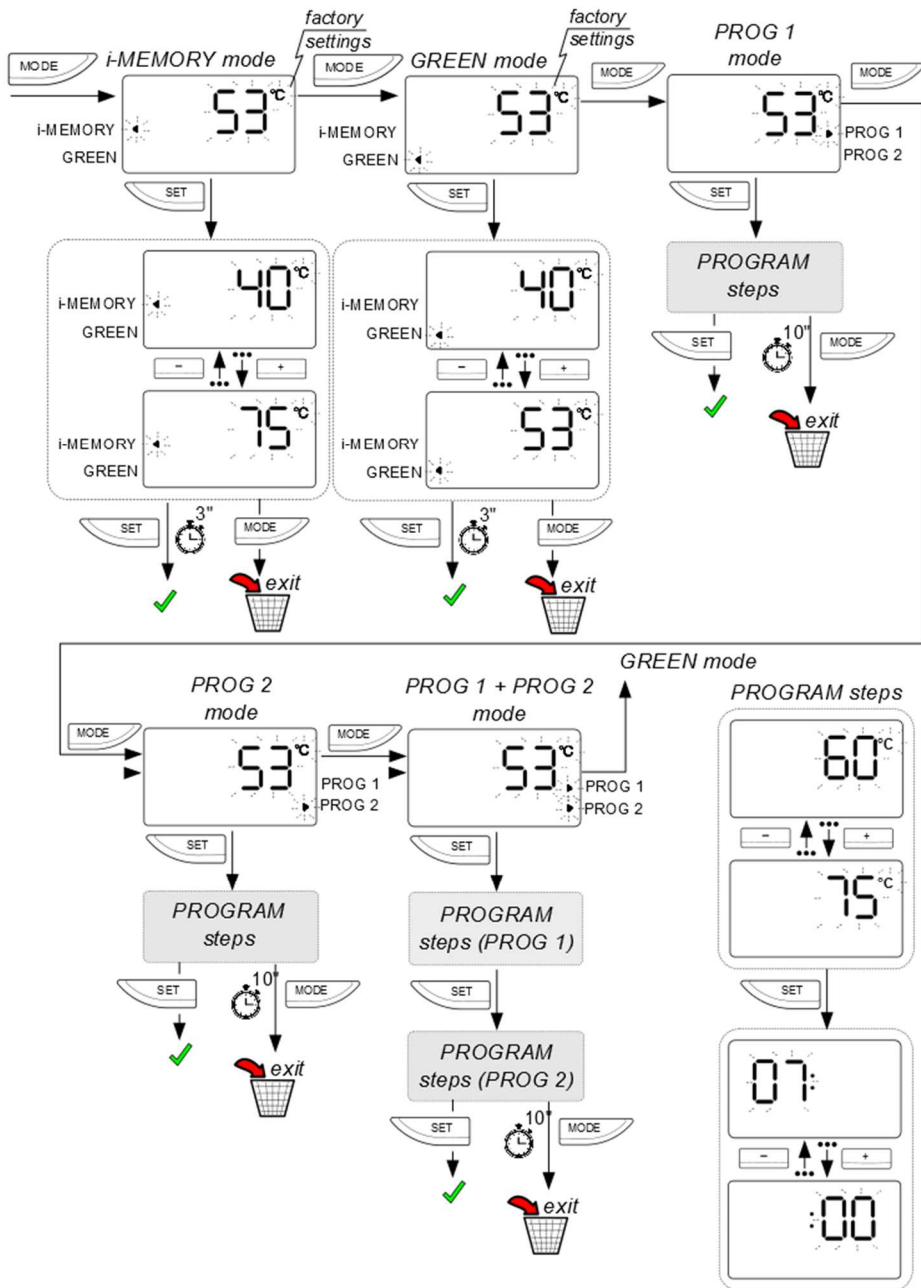 factory
settings
factory
settings
MODE
i-MEMORY mode
MODE
GREEN mode
MODE
PROG 1
mode
MODE
53°C
i-MEMORY
GREEN
53°C
i-MEMORY
GREEN
53°C
PROG 1
PROG 2
SET
SET
SET
40°C
i-MEMORY
GREEN
40°C
i-MEMORY
GREEN
PROGRAM
steps
SET
10"
MODE
exit
- +
- +
75°C
i-MEMORY
GREEN
53°C
i-MEMORY
GREEN
SET
3"
MODE
exit
SET
3"
MODE
exit
GREEN mode
PROG 2
mode
PROG 1 + PROG 2
mode
PROGRAM steps
MODE
53°C
PROG 1
PROG 2
MODE
53°C
PROG 1
PROG 2
60°C
- +
75°C
SET
SET
PROGRAM
steps
PROGRAM
steps (PROG 1)
SET
10"
MODE
exit
SET
SET
PROGRAM
steps (PROG 2)
07:
SET
10"
MODE
exit
- +
:00